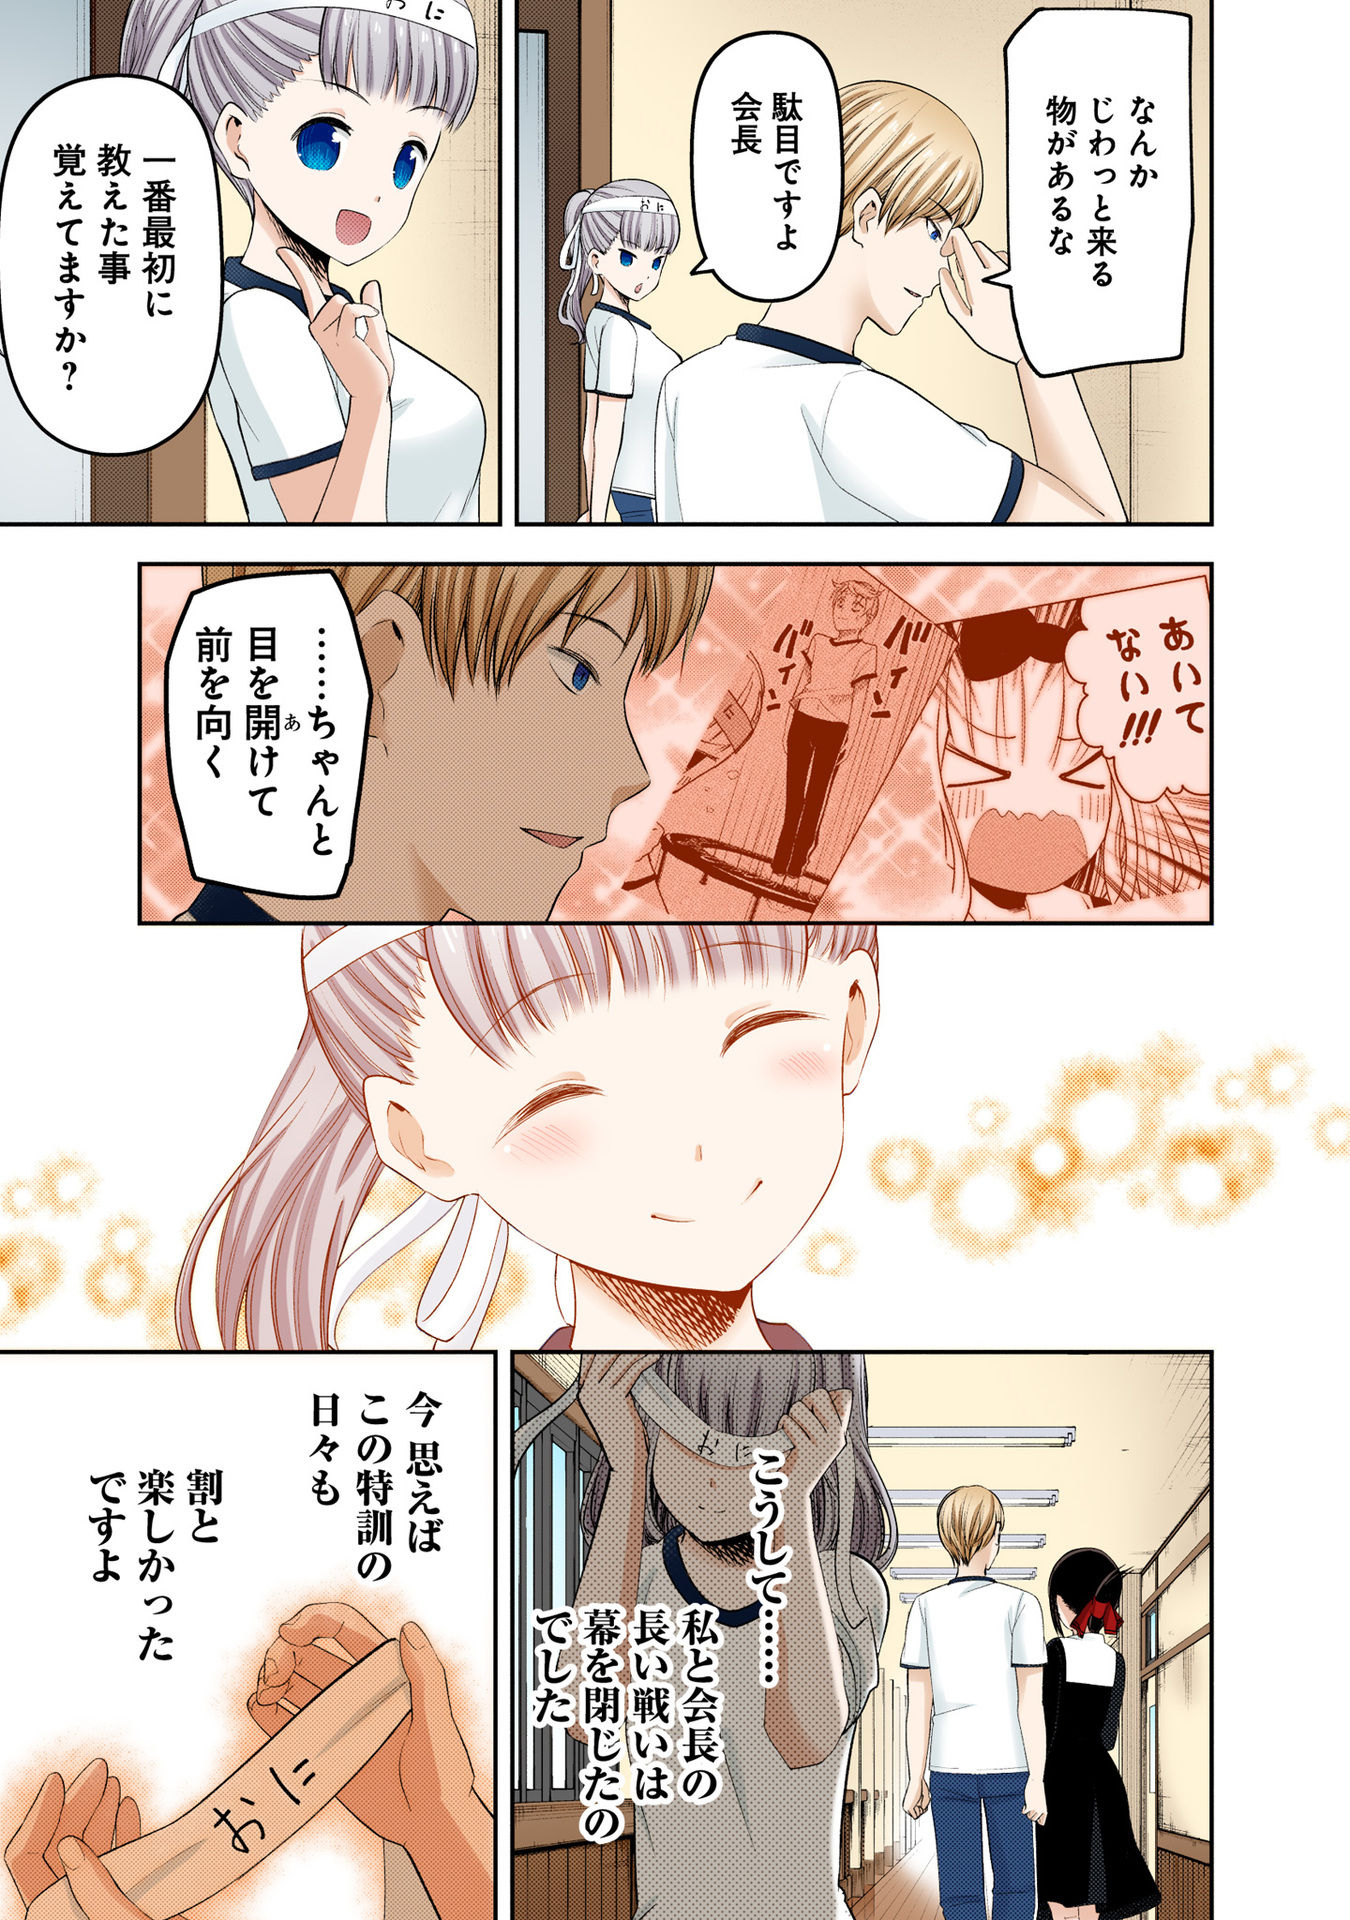 なんか
じわっと来る
物があるな
駄目ですよ
会長
おに
おに
一番最初に
教えた事
覚えてますか?
あいて
ない!!!
グイン
グイン
……ちゃんと
目を開けて
あ
前を向く
おに
こうして……
私と会長の
長い戦いは
幕を閉じたの
でした
今 思えば
この特訓の
日々も
割と
楽しかった
ですよ
おに